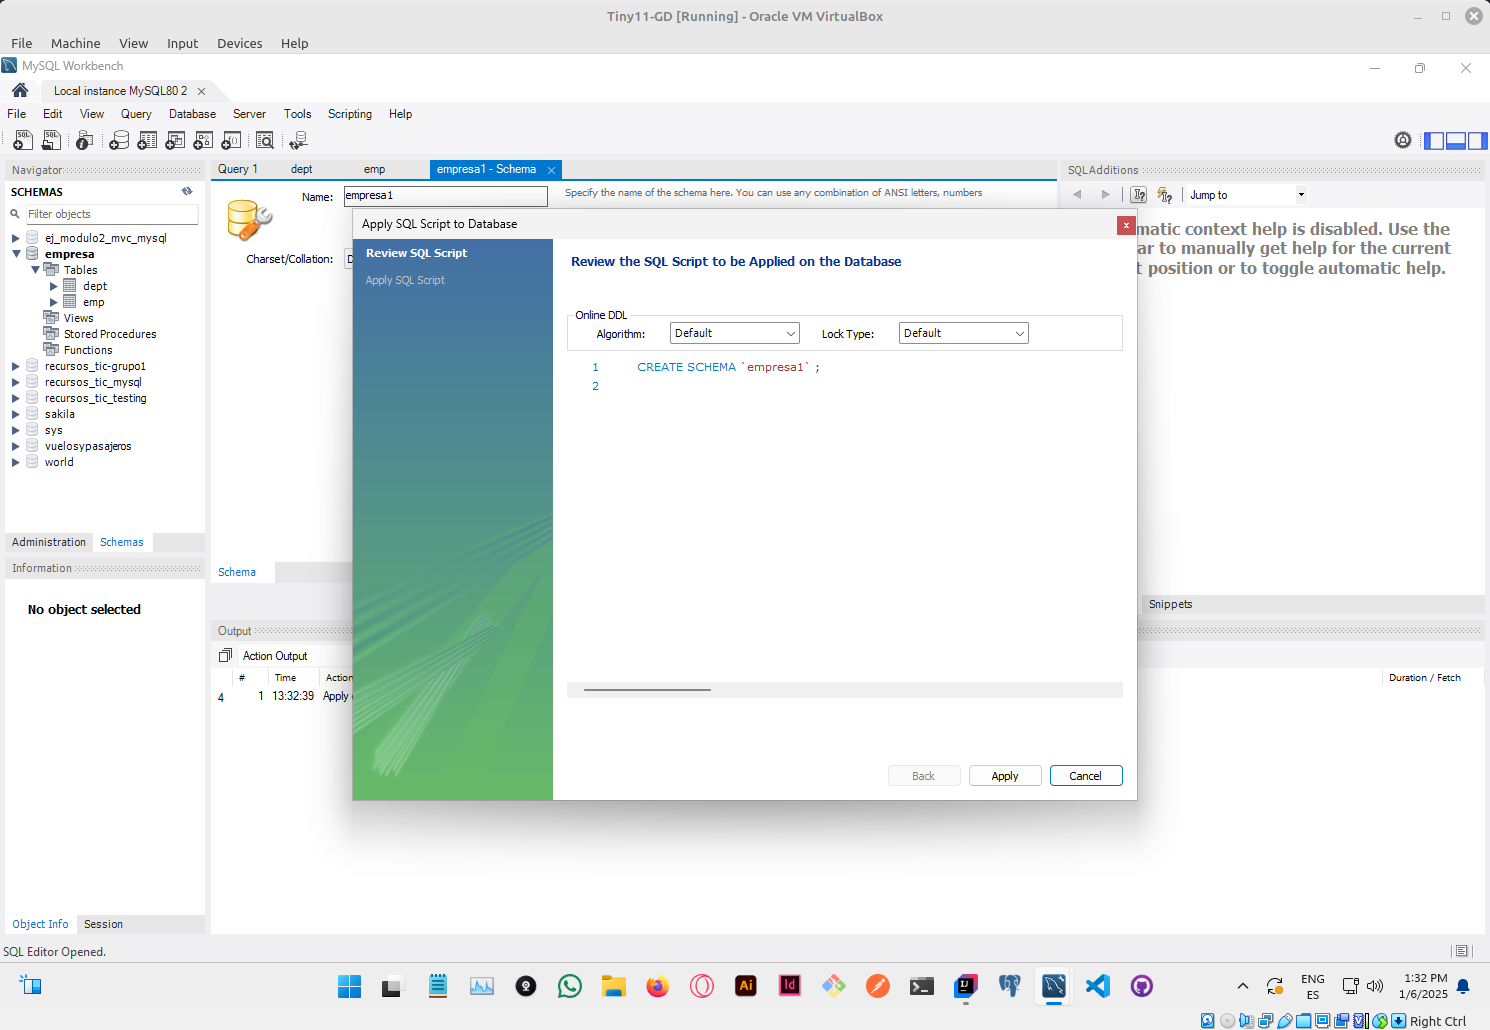 Tiny11-GD [Running] - Oracle VM VirtualBox
File Machine View Input Devices Help
MySQL Workbench
Local instance MySQL80 2
File Edit View Query Database Server Tools Scripting Help
Navigator
SCHEMAS
Filter objects
ej_modulo2_mvc_mysql
empresa
Tables
dept
emp
Views
Stored Procedures
Functions
recursos_tic-grupo1
recursos_tic_mysql
recursos_tic_testing
sakila
sys
vuelosypasajeros
world
Administration Schemas
Information
No object selected
Object Info Session
Query 1 dept emp empresa1 - Schema
Name: empresa1
Specify the name of the schema here. You can use any combination of ANSI letters, numbers
Charset/Collation:
Schema
Apply SQL Script to Database
Review SQL Script
Apply SQL Script
Review the SQL Script to be Applied on the Database
Online DDL
Algorithm: Default Lock Type: Default
1 CREATE SCHEMA `empresa1` ;
2
Back Apply Cancel
SQL Additions
Jump to
matic context help is disabled. Use the
ar to manually get help for the current
t position or to toggle automatic help.
Snippets
Output
Action Output
# Time Action Duration / Fetch
4 1 13:32:39 Apply
SQL Editor Opened.
Ai
Id
ENG
ES
1:32 PM
1/6/2025
Right Ctrl